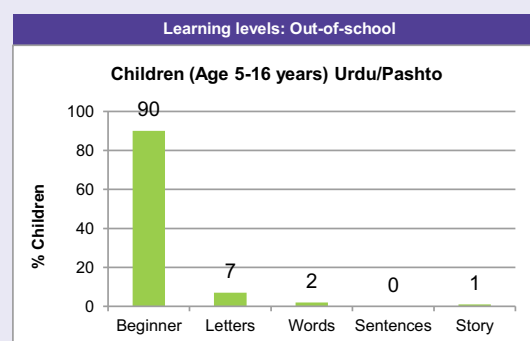 Learning levels: Out-of-school
Children (Age 5-16 years) Urdu/Pashto
% Children
100
80
60
40
20
0
90
7
2
0
1
Beginner Letters Words Sentences Story